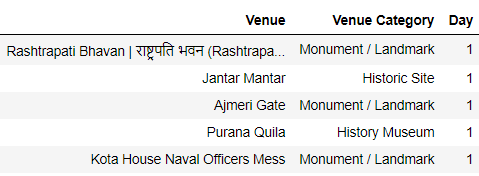 Venue Venue Category Day
Rashtrapati Bhavan | राष्ट्रपति भवन (Rashtrapa... Monument / Landmark 1
Jantar Mantar Historic Site 1
Ajmeri Gate Monument / Landmark 1
Purana Quila History Museum 1
Kota House Naval Officers Mess Monument / Landmark 1